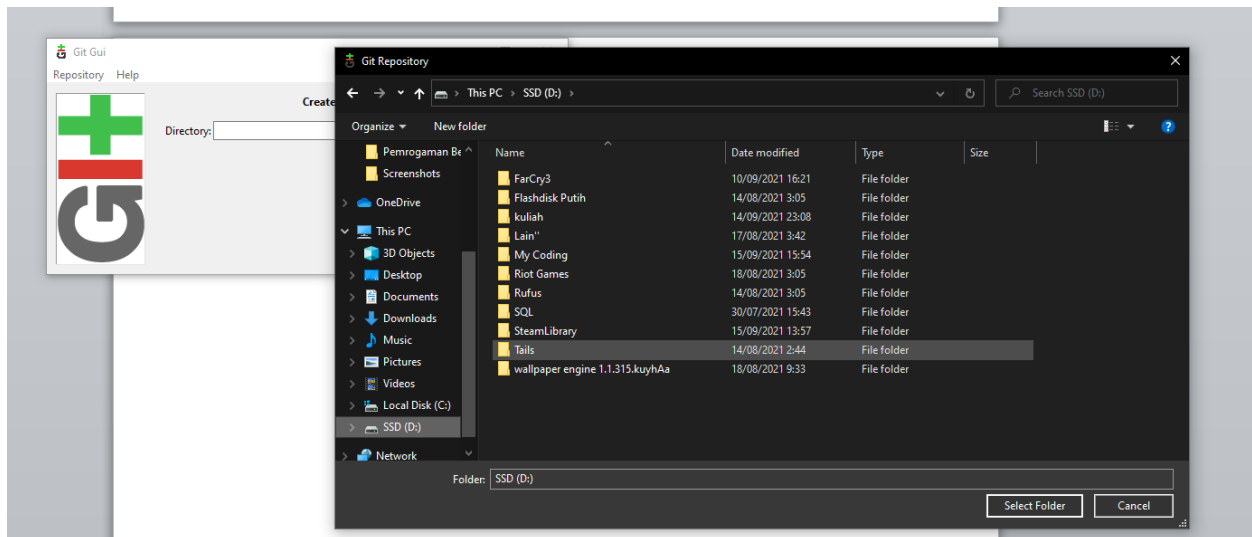 Git Gui
Repository Help
Create
Directory:
GIT
Git Repository
This PC > SSD (D:) >
Search SSD (D:)
Organize New folder
Pemrogaman Be
Screenshots
OneDrive
This PC
3D Objects
Desktop
Documents
Downloads
Music
Pictures
Videos
Local Disk (C:)
SSD (D:)
Network
Name Date modified Type Size
FarCry3 10/09/2021 16:21 File folder
Flashdisk Putih 14/08/2021 3:05 File folder
kuliah 14/09/2021 23:08 File folder
Lain'' 17/08/2021 3:42 File folder
My Coding 15/09/2021 15:54 File folder
Riot Games 18/08/2021 3:05 File folder
Rufus 14/08/2021 3:05 File folder
SQL 30/07/2021 15:43 File folder
SteamLibrary 15/09/2021 13:57 File folder
Tails 14/08/2021 2:44 File folder
wallpaper engine 1.1.315.kuyhAa 18/08/2021 9:33 File folder
Folder: SSD (D:)
Select Folder Cancel